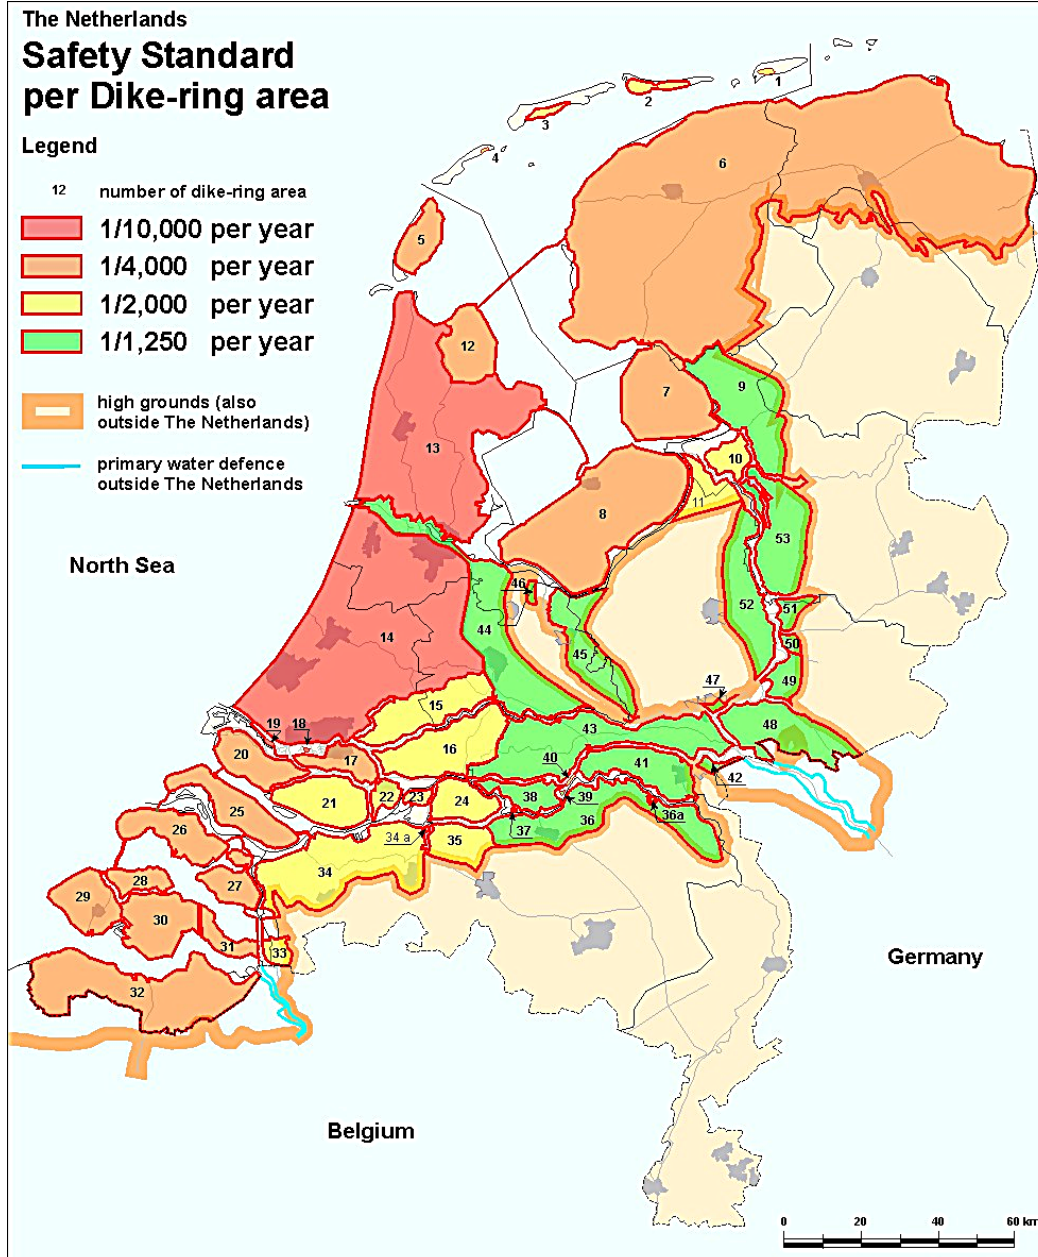 The Netherlands
Safety Standard
per Dike-ring area
Legend
12 number of dike-ring area
1/10,000 per year
1/4,000 per year
1/2,000 per year
1/1,250 per year
high grounds (also
outside The Netherlands)
primary water defence
outside The Netherlands
North Sea
Germany
Belgium
1
2
3
4
5
6
7
8
9
10
11
12
13
14
15
16
17
18
19
20
21
22
23
24
25
26
27
28
29
30
31
32
33
34
34 a
35
36
36a
37
38
39
40
41
42
43
44
45
46
47
48
49
50
51
52
53
0 20 40 60 km